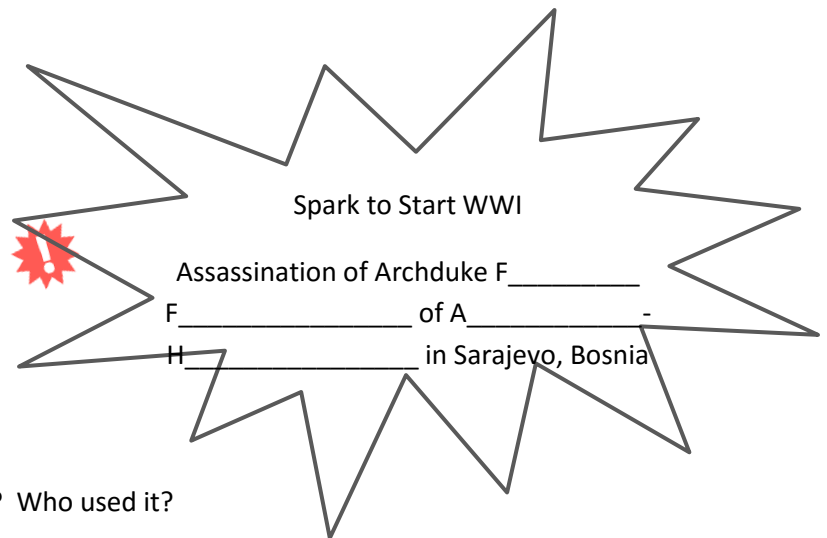 Spark to Start WWI
Assassination of Archduke F_________
F________________ of A____________-
H________________ in Sarajevo, Bosnia
? Who used it?